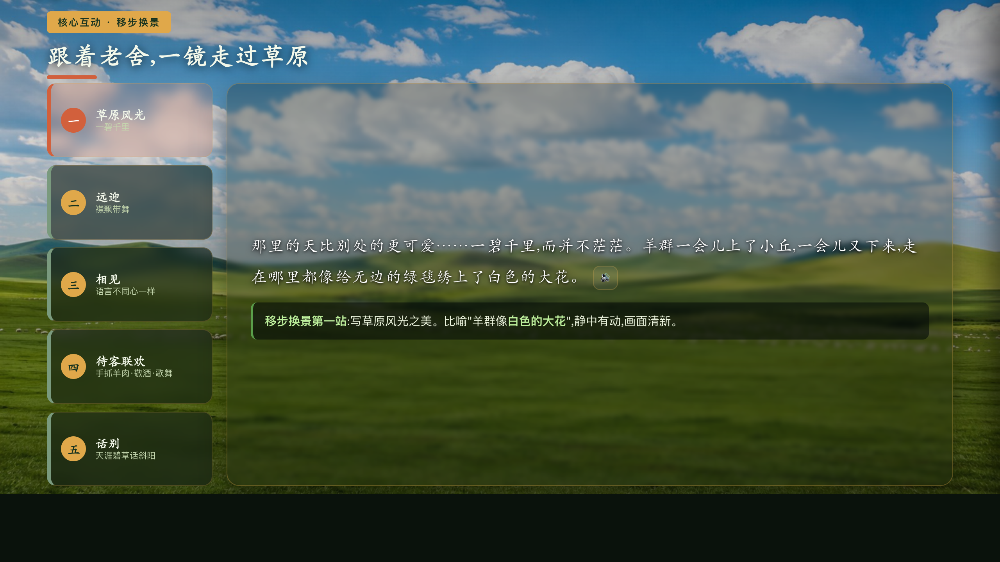 核心互动 · 移步换景
跟着老舍,一镜走过草原
一
草原风光
一碧千里
二
远迎
襟飘带舞
三
相见
语言不同心一样
四
待客联欢
手抓羊肉·敬酒·歌舞
五
话别
天涯碧草话斜阳
那里的天比别处的更可爱……一碧千里,而并不茫茫。羊群一会儿上了小丘,一会儿又下来,走
在哪里都像给无边的绿毯绣上了白色的大花。
移步换景第一站:写草原风光之美。比喻"羊群像白色的大花",静中有动,画面清新。